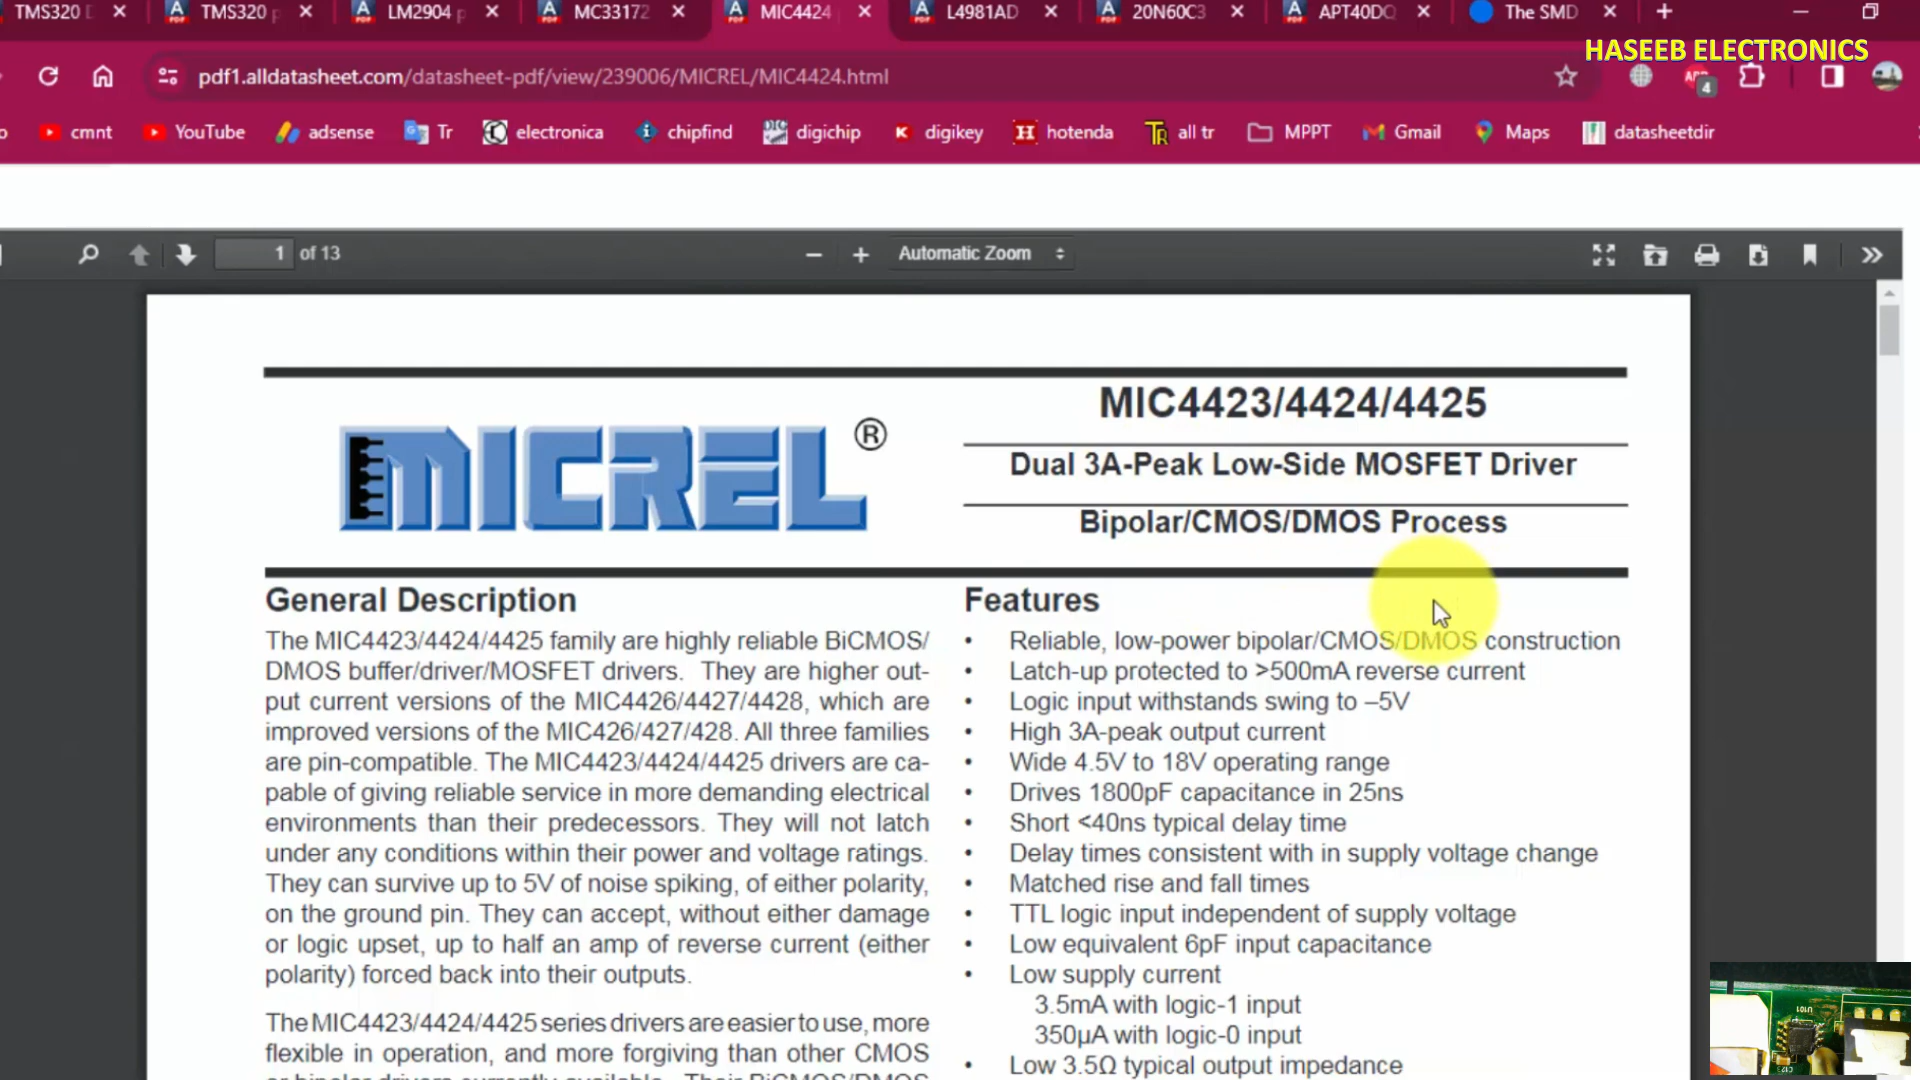 TMS320 D
TMS320 p
LM2904 p
MC33172
MIC4424
L4981AD
20N60C3
APT40DQ
The SMD
HASEEB ELECTRONICS
pdf1.alldatasheet.com/datasheet-pdf/view/239006/MICREL/MIC4424.html
4
cmnt
YouTube
adsense
Tr
electronica
chipfind
digichip
digikey
hotenda
all tr
MPPT
Gmail
Maps
datasheetdir
1 of 13
Automatic Zoom
MICREL®
MIC4423/4424/4425
Dual 3A-Peak Low-Side MOSFET Driver
Bipolar/CMOS/DMOS Process
General Description
The MIC4423/4424/4425 family are highly reliable BiCMOS/
DMOS buffer/driver/MOSFET drivers. They are higher out-
put current versions of the MIC4426/4427/4428, which are
improved versions of the MIC426/427/428. All three families
are pin-compatible. The MIC4423/4424/4425 drivers are ca-
pable of giving reliable service in more demanding electrical
environments than their predecessors. They will not latch
under any conditions within their power and voltage ratings.
They can survive up to 5V of noise spiking, of either polarity,
on the ground pin. They can accept, without either damage
or logic upset, up to half an amp of reverse current (either
polarity) forced back into their outputs.
The MIC4423/4424/4425 series drivers are easier to use, more
flexible in operation, and more forgiving than other CMOS
or bipolar drivers currently available. Their BiCMOS/DMOS
Features
• Reliable, low-power bipolar/CMOS/DMOS construction
• Latch-up protected to >500mA reverse current
• Logic input withstands swing to –5V
• High 3A-peak output current
• Wide 4.5V to 18V operating range
• Drives 1800pF capacitance in 25ns
• Short <40ns typical delay time
• Delay times consistent with in supply voltage change
• Matched rise and fall times
• TTL logic input independent of supply voltage
• Low equivalent 6pF input capacitance
• Low supply current
3.5mA with logic-1 input
350µA with logic-0 input
• Low 3.5Ω typical output impedance
U101